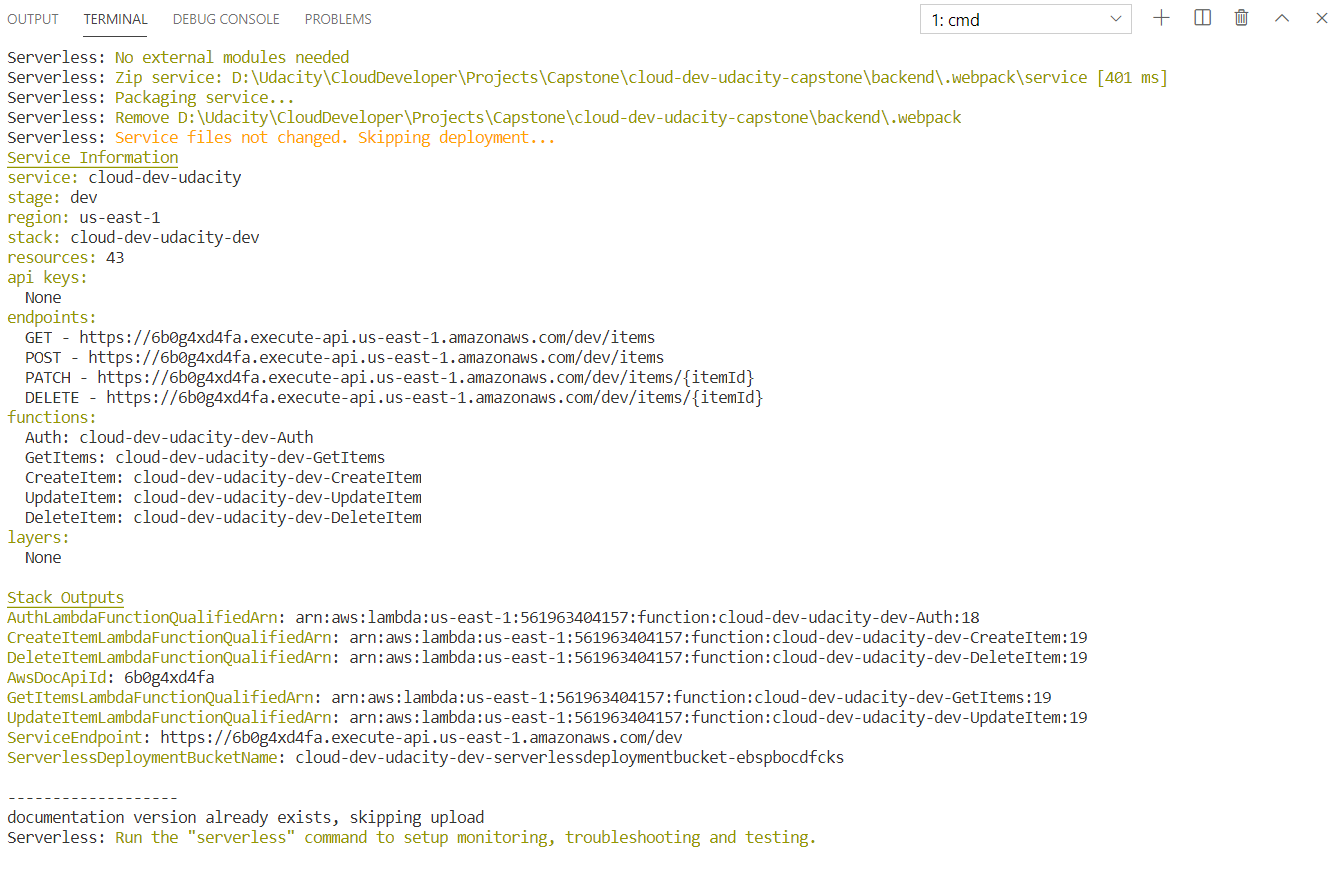 OUTPUT TERMINAL DEBUG CONSOLE PROBLEMS 1: cmd
Serverless: No external modules needed
Serverless: Zip service: D:\Udacity\CloudDeveloper\Projects\Capstone\cloud-dev-udacity-capstone\backend\.webpack\service [401 ms]
Serverless: Packaging service...
Serverless: Remove D:\Udacity\CloudDeveloper\Projects\Capstone\cloud-dev-udacity-capstone\backend\.webpack
Serverless: Service files not changed. Skipping deployment...
Service Information
service: cloud-dev-udacity
stage: dev
region: us-east-1
stack: cloud-dev-udacity-dev
resources: 43
api keys:
  None
endpoints:
  GET - https://6b0g4xd4fa.execute-api.us-east-1.amazonaws.com/dev/items
  POST - https://6b0g4xd4fa.execute-api.us-east-1.amazonaws.com/dev/items
  PATCH - https://6b0g4xd4fa.execute-api.us-east-1.amazonaws.com/dev/items/{itemId}
  DELETE - https://6b0g4xd4fa.execute-api.us-east-1.amazonaws.com/dev/items/{itemId}
functions:
  Auth: cloud-dev-udacity-dev-Auth
  GetItems: cloud-dev-udacity-dev-GetItems
  CreateItem: cloud-dev-udacity-dev-CreateItem
  UpdateItem: cloud-dev-udacity-dev-UpdateItem
  DeleteItem: cloud-dev-udacity-dev-DeleteItem
layers:
  None
Stack Outputs
AuthLambdaFunctionQualifiedArn: arn:aws:lambda:us-east-1:561963404157:function:cloud-dev-udacity-dev-Auth:18
CreateItemLambdaFunctionQualifiedArn: arn:aws:lambda:us-east-1:561963404157:function:cloud-dev-udacity-dev-CreateItem:19
DeleteItemLambdaFunctionQualifiedArn: arn:aws:lambda:us-east-1:561963404157:function:cloud-dev-udacity-dev-DeleteItem:19
AwsDocApiId: 6b0g4xd4fa
GetItemsLambdaFunctionQualifiedArn: arn:aws:lambda:us-east-1:561963404157:function:cloud-dev-udacity-dev-GetItems:19
UpdateItemLambdaFunctionQualifiedArn: arn:aws:lambda:us-east-1:561963404157:function:cloud-dev-udacity-dev-UpdateItem:19
ServiceEndpoint: https://6b0g4xd4fa.execute-api.us-east-1.amazonaws.com/dev
ServerlessDeploymentBucketName: cloud-dev-udacity-dev-serverlessdeploymentbucket-ebspbocdfcks
-------------------
documentation version already exists, skipping upload
Serverless: Run the "serverless" command to setup monitoring, troubleshooting and testing.